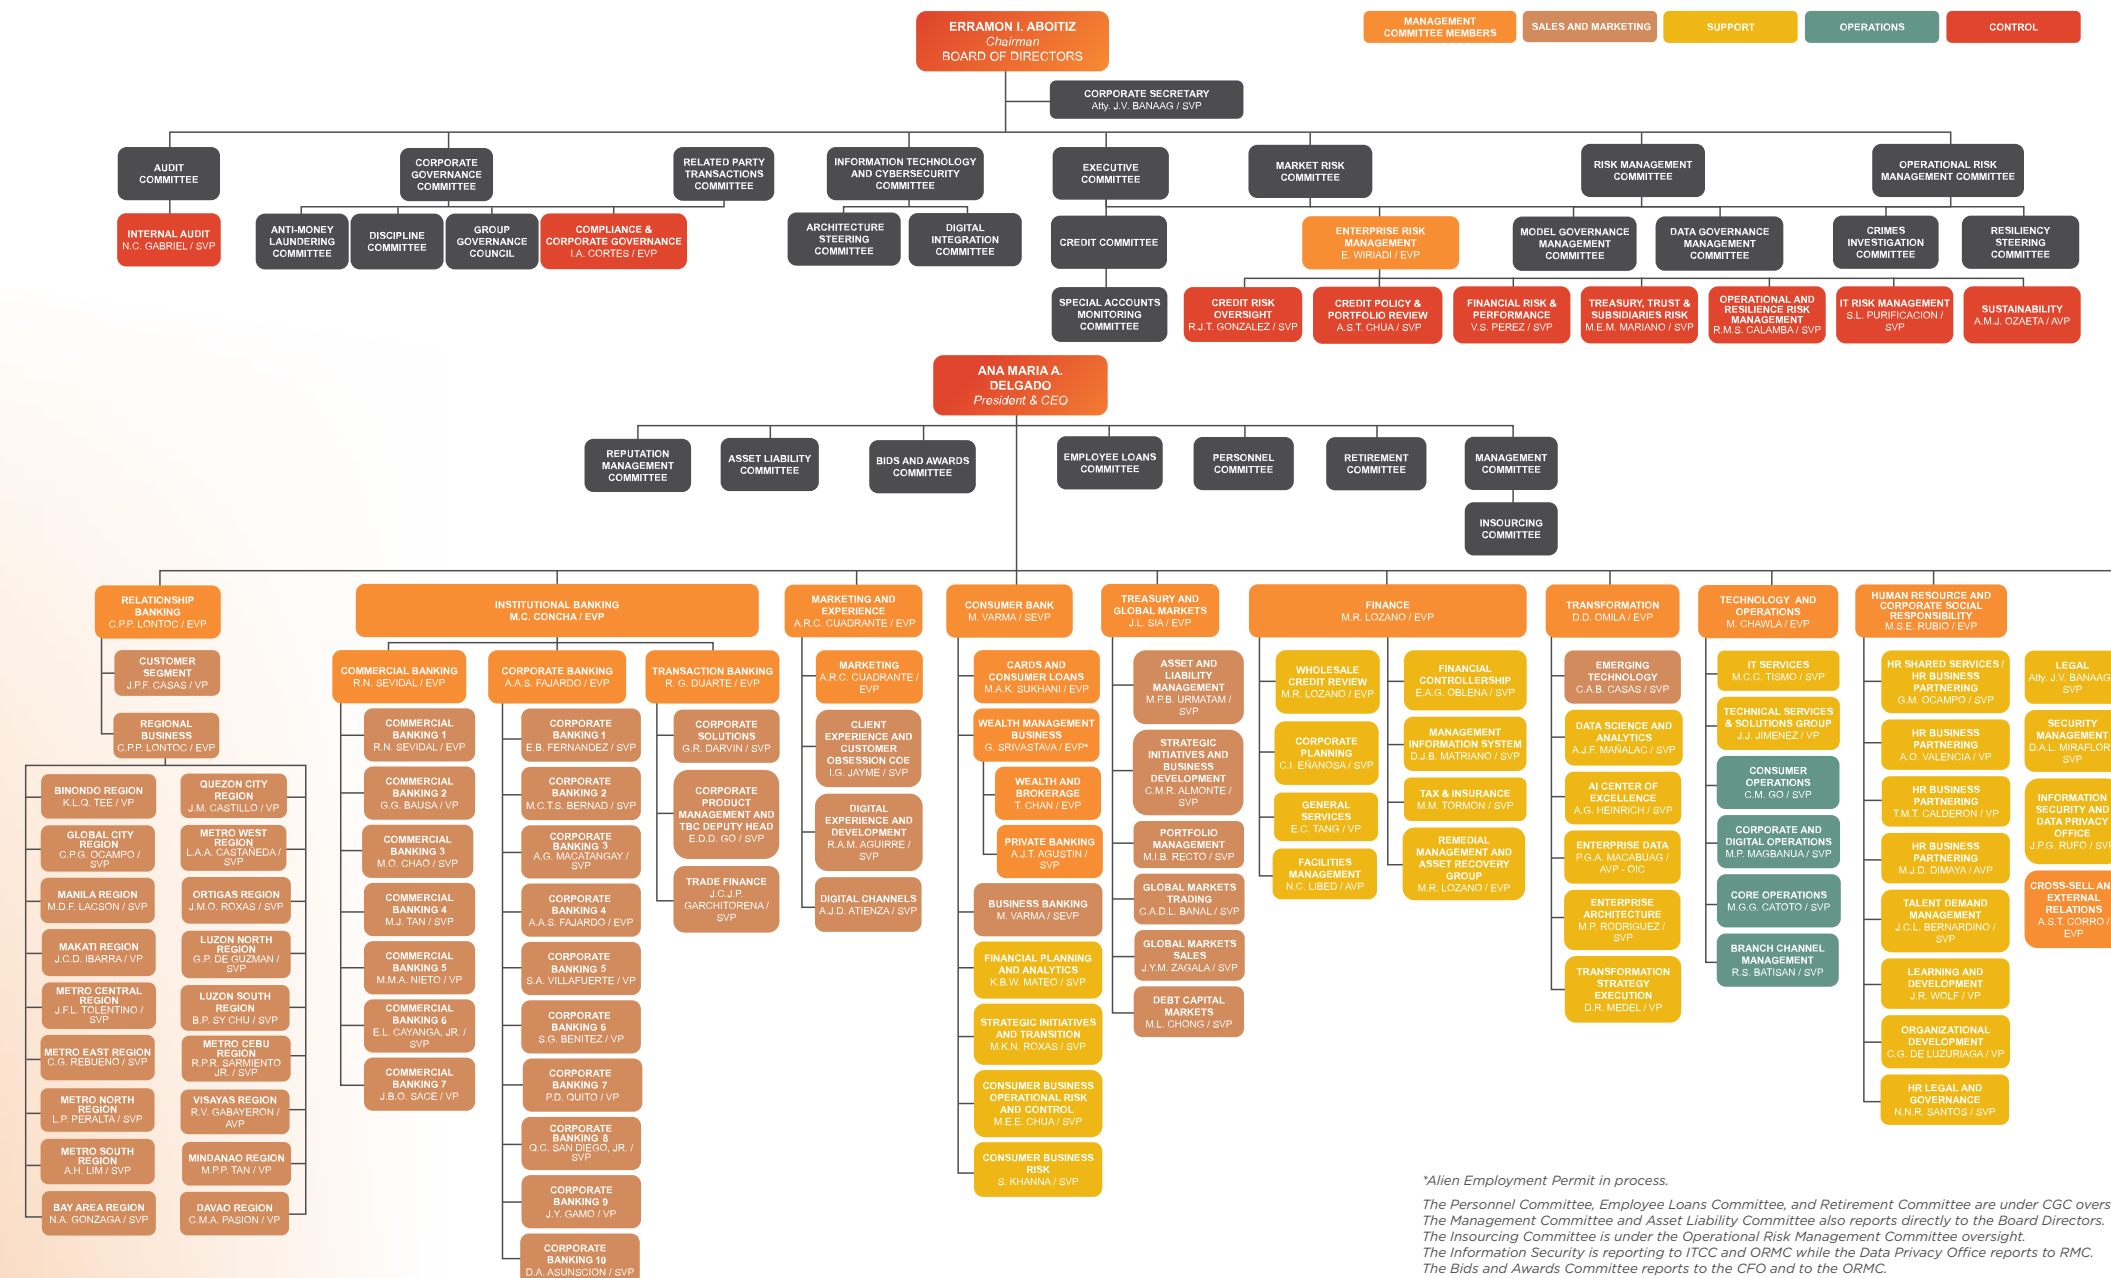 ERRAMON I. ABOITIZ
Chairman
BOARD OF DIRECTORS
MANAGEMENT
COMMITTEE MEMBERS
SALES AND MARKETING
SUPPORT
OPERATIONS
CONTROL
CORPORATE SECRETARY
Atty. J.V. BANAAG / SVP
AUDIT
COMMITTEE
CORPORATE
GOVERNANCE
COMMITTEE
RELATED PARTY
TRANSACTIONS
COMMITTEE
INFORMATION TECHNOLOGY
AND CYBERSECURITY
COMMITTEE
EXECUTIVE
COMMITTEE
MARKET RISK
COMMITTEE
RISK MANAGEMENT
COMMITTEE
OPERATIONAL RISK
MANAGEMENT COMMITTEE
INTERNAL AUDIT
N.C. GABRIEL / SVP
ANTI-MONEY
LAUNDERING
COMMITTEE
DISCIPLINE
COMMITTEE
GROUP
GOVERNANCE
COUNCIL
COMPLIANCE &
CORPORATE GOVERNANCE
I.A. CORTES / EVP
ARCHITECTURE
STEERING
COMMITTEE
DIGITAL
INTEGRATION
COMMITTEE
CREDIT COMMITTEE
ENTERPRISE RISK
MANAGEMENT
E. WIRIADI / EVP
MODEL GOVERNANCE
MANAGEMENT
COMMITTEE
DATA GOVERNANCE
MANAGEMENT
COMMITTEE
CRIMES
INVESTIGATION
COMMITTEE
RESILIENCY
STEERING
COMMITTEE
SPECIAL ACCOUNTS
MONITORING
COMMITTEE
CREDIT RISK
OVERSIGHT
R.J.T. GONZALEZ / SVP
CREDIT POLICY &
PORTFOLIO REVIEW
A.S.T. CHUA / SVP
FINANCIAL RISK &
PERFORMANCE
V.S. PEREZ / SVP
TREASURY, TRUST &
SUBSIDIARIES RISK
M.E.M. MARIANO / SVP
OPERATIONAL AND
RESILIENCE RISK
MANAGEMENT
R.M.S. CALAMBA / SVP
IT RISK MANAGEMENT
S.L. PURIFICACION /
SVP
SUSTAINABILITY
A.M.J. OZAETA / AVP
ANA MARIA A.
DELGADO
President & CEO
REPUTATION
MANAGEMENT
COMMITTEE
ASSET LIABILITY
COMMITTEE
BIDS AND AWARDS
COMMITTEE
EMPLOYEE LOANS
COMMITTEE
PERSONNEL
COMMITTEE
RETIREMENT
COMMITTEE
MANAGEMENT
COMMITTEE
INSOURCING
COMMITTEE
RELATIONSHIP
BANKING
C.P.P. LONTOC / EVP
CUSTOMER
SEGMENT
J.P.F. CASAS / VP
REGIONAL
BUSINESS
C.P.P. LONTOC / EVP
BINONDO REGION
K.L.Q. TEE / VP
GLOBAL CITY
REGION
C.P.G. OCAMPO /
SVP
MANILA REGION
M.D.F. LACSON / SVP
MAKATI REGION
J.C.D. IBARRA / VP
METRO CENTRAL
REGION
J.F.L. TOLENTINO /
SVP
METRO EAST REGION
C.G. REBUENO / SVP
METRO NORTH
REGION
L.P. PERALTA / SVP
METRO SOUTH
REGION
A.H. LIM / SVP
BAY AREA REGION
N.A. GONZAGA / SVP
QUEZON CITY
REGION
J.M. CASTILLO / VP
METRO WEST
REGION
L.A.A. CASTAÑEDA /
SVP
ORTIGAS REGION
J.M.O. ROXAS / SVP
LUZON NORTH
REGION
G.P. DE GUZMAN /
SVP
LUZON SOUTH
REGION
B.P. SY CHU / SVP
METRO CEBU
REGION
R.P.R. SARMIENTO
JR. / SVP
VISAYAS REGION
R.V. GABAYERON /
AVP
MINDANAO REGION
M.P.P. TAN / VP
DAVAO REGION
C.M.A. PASION / VP
INSTITUTIONAL BANKING
M.C. CONCHA / EVP
COMMERCIAL BANKING
R.N. SEVIDAL / EVP
COMMERCIAL
BANKING 1
R.N. SEVIDAL / EVP
COMMERCIAL
BANKING 2
G.G. BAUSA / VP
COMMERCIAL
BANKING 3
M.O. CHAO / SVP
COMMERCIAL
BANKING 4
M.J. TAN / SVP
COMMERCIAL
BANKING 5
M.M.A. NIETO / VP
COMMERCIAL
BANKING 6
E.L. CAYANGA, JR. /
SVP
COMMERCIAL
BANKING 7
J.B.O. SACE / VP
CORPORATE BANKING
A.A.S. FAJARDO / EVP
CORPORATE
BANKING 1
E.B. FERNANDEZ / SVP
CORPORATE
BANKING 2
M.C.T.S. BERNAD / SVP
CORPORATE
BANKING 3
A.G. MACATANGAY /
SVP
CORPORATE
BANKING 4
A.A.S. FAJARDO / EVP
CORPORATE
BANKING 5
S.A. VILLAFUERTE / VP
CORPORATE
BANKING 6
S.G. BENITEZ / VP
CORPORATE
BANKING 7
P.D. QUITO / VP
CORPORATE
BANKING 8
Q.C. SAN DIEGO, JR. /
SVP
CORPORATE
BANKING 9
J.Y. GAMO / VP
CORPORATE
BANKING 10
D.A. ASUNSCION / SVP
TRANSACTION BANKING
R. G. DUARTE / EVP
CORPORATE
SOLUTIONS
G.R. DARVIN / SVP
CORPORATE
PRODUCT
MANAGEMENT AND
TBC DEPUTY HEAD
E.D.D. GO / SVP
TRADE FINANCE
J.C.J.P.
GARCHITORENA /
SVP
MARKETING AND
EXPERIENCE
A.R.C. CUADRANTE / EVP
MARKETING
A.R.C. CUADRANTE /
EVP
CLIENT
EXPERIENCE AND
CUSTOMER
OBSESSION COE
I.G. JAYME / SVP
DIGITAL
EXPERIENCE AND
DEVELOPMENT
R.A.M. AGUIRRE /
SVP
DIGITAL CHANNELS
A.J.D. ATIENZA / SVP
CONSUMER BANK
M. VARMA / SEVP
CARDS AND
CONSUMER LOANS
M.A.K. SUKHANI / EVP
WEALTH MANAGEMENT
BUSINESS
G. SRIVASTAVA / EVP*
WEALTH AND
BROKERAGE
T. CHAN / EVP
PRIVATE BANKING
A.J.T. AGUSTIN /
SVP
BUSINESS BANKING
M. VARMA / SEVP
FINANCIAL PLANNING
AND ANALYTICS
K.B.W. MATEO / SVP
STRATEGIC INITIATIVES
AND TRANSITION
M.K.N. ROXAS / SVP
CONSUMER BUSINESS
OPERATIONAL RISK
AND CONTROL
M.E.E. CHUA / SVP
CONSUMER BUSINESS
RISK
S. KHANNA / SVP
TREASURY AND
GLOBAL MARKETS
J.L. SIA / EVP
ASSET AND
LIABILITY
MANAGEMENT
M.P.B. URMATAM /
SVP
STRATEGIC
INITIATIVES AND
BUSINESS
DEVELOPMENT
C.M.R. ALMONTE /
SVP
PORTFOLIO
MANAGEMENT
M.I.B. RECTO / SVP
GLOBAL MARKETS
TRADING
C.A.D.L. BANAL / SVP
GLOBAL MARKETS
SALES
J.Y.M. ZAGALA / SVP
DEBT CAPITAL
MARKETS
M.L. CHONG / SVP
FINANCE
M.R. LOZANO / EVP
WHOLESALE
CREDIT REVIEW
M.R. LOZANO / EVP
CORPORATE
PLANNING
C.I. EÑANOSA / SVP
GENERAL
SERVICES
E.C. TANG / VP
FACILITIES
MANAGEMENT
N.C. LIBED / AVP
FINANCIAL
CONTROLLERSHIP
E.A.G. OBLENA / SVP
MANAGEMENT
INFORMATION SYSTEM
D.J.B. MATRIANO / SVP
TAX & INSURANCE
M.M. TORMON / SVP
REMEDIAL
MANAGEMENT AND
ASSET RECOVERY
GROUP
M.R. LOZANO / EVP
TRANSFORMATION
D.D. OMILA / EVP
EMERGING
TECHNOLOGY
C.A.B. CASAS / SVP
DATA SCIENCE AND
ANALYTICS
A.J.F. MAÑALAC / SVP
AI CENTER OF
EXCELLENCE
A.G. HEINRICH / SVP
ENTERPRISE DATA
P.G.A. MACABUAG /
AVP - OIC
ENTERPRISE
ARCHITECTURE
M.P. RODRIGUEZ /
SVP
TRANSFORMATION
STRATEGY
EXECUTION
D.R. MEDEL / VP
TECHNOLOGY AND
OPERATIONS
M. CHAWLA / EVP
IT SERVICES
M.C.C. TISMO / SVP
TECHNICAL SERVICES
& SOLUTIONS GROUP
J.J. JIMENEZ / VP
CONSUMER
OPERATIONS
C.M. GO / SVP
CORPORATE AND
DIGITAL OPERATIONS
M.P. MAGBANUA / SVP
CORE OPERATIONS
M.G.G. CATOTO / SVP
BRANCH CHANNEL
MANAGEMENT
R.S. BATISAN / SVP
HUMAN RESOURCE AND
CORPORATE SOCIAL
RESPONSIBILITY
M.S.E. RUBIO / EVP
HR SHARED SERVICES /
HR BUSINESS
PARTNERING
G.M. OCAMPO / SVP
HR BUSINESS
PARTNERING
A.O. VALENCIA / VP
HR BUSINESS
PARTNERING
T.M.T. CALDERON / VP
HR BUSINESS
PARTNERING
M.J.D. DIMAYA / AVP
TALENT DEMAND
MANAGEMENT
J.C.L. BERNARDINO /
SVP
LEARNING AND
DEVELOPMENT
J.R. WOLF / VP
ORGANIZATIONAL
DEVELOPMENT
C.G. DE LUZURIAGA / VP
HR LEGAL AND
GOVERNANCE
N.N.R. SANTOS / SVP
LEGAL
Atty. J.V. BANAAG
SVP
SECURITY
MANAGEMENT
D.A.L. MIRAFLOR
SVP
INFORMATION
SECURITY AND
DATA PRIVACY
OFFICE
J.P.G. RUFO / SVP
CROSS-SELL AN
EXTERNAL
RELATIONS
A.S.T. CORRO /
EVP
*Alien Employment Permit in process.
The Personnel Committee, Employee Loans Committee, and Retirement Committee are under CGC overs
The Management Committee and Asset Liability Committee also reports directly to the Board Directors.
The Insourcing Committee is under the Operational Risk Management Committee oversight.
The Information Security is reporting to ITCC and ORMC while the Data Privacy Office reports to RMC.
The Bids and Awards Committee reports to the CFO and to the ORMC.